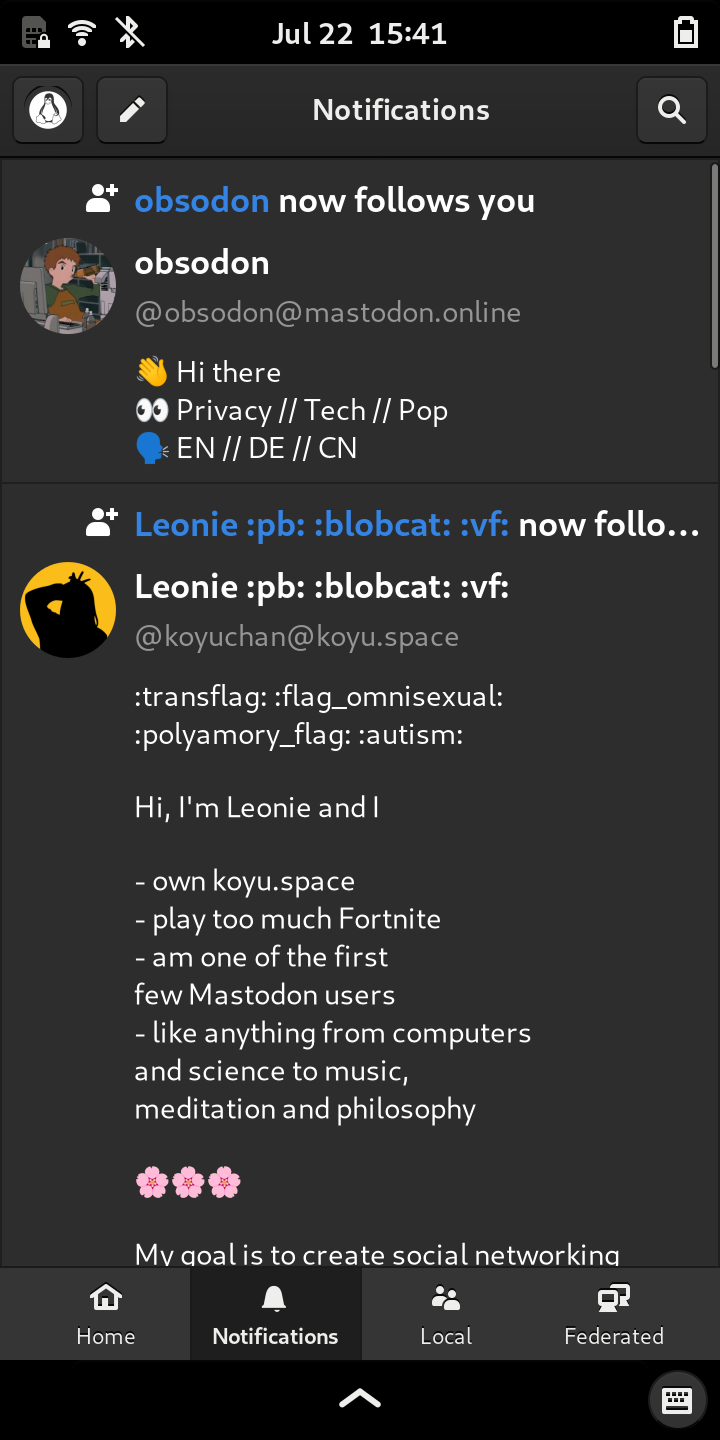 Jul 22  15:41
Notifications
obsodon now follows you
obsodon
@obsodon@mastodon.online
👋 Hi there
👀 Privacy // Tech // Pop
🗣️ EN // DE // CN
Leonie :pb: :blobcat: :vf: now follo...
Leonie :pb: :blobcat: :vf:
@koyuchan@koyu.space
:transflag: :flag_omnisexual:
:polyamory_flag: :autism:
Hi, I'm Leonie and I
- own koyu.space
- play too much Fortnite
- am one of the first
few Mastodon users
- like anything from computers
and science to music,
meditation and philosophy
🌸🌸🌸
My goal is to create social networking
Home
Notifications
Local
Federated